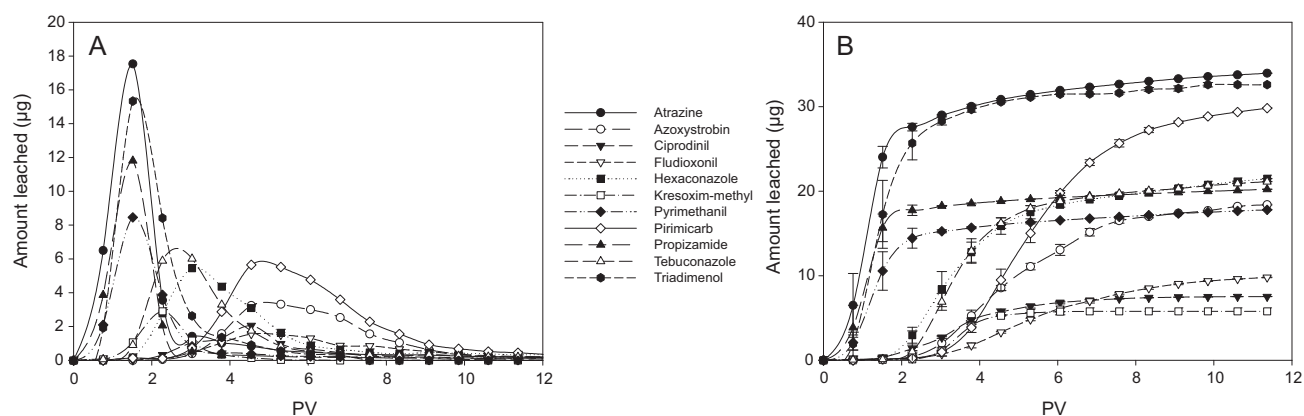 A
20
18
16
14
12
10
8
6
4
2
0
Amount leached (µg)
0 2 4 6 8 10 12
PV
Atrazine
Azoxystrobin
Ciprodinil
Fludioxonil
Hexaconazole
Kresoxim-methyl
Pyrimethanil
Pirimicarb
Propizamide
Tebuconazole
Triadimenol
B
40
30
20
10
0
Amount leached (µg)
0 2 4 6 8 10 12
PV